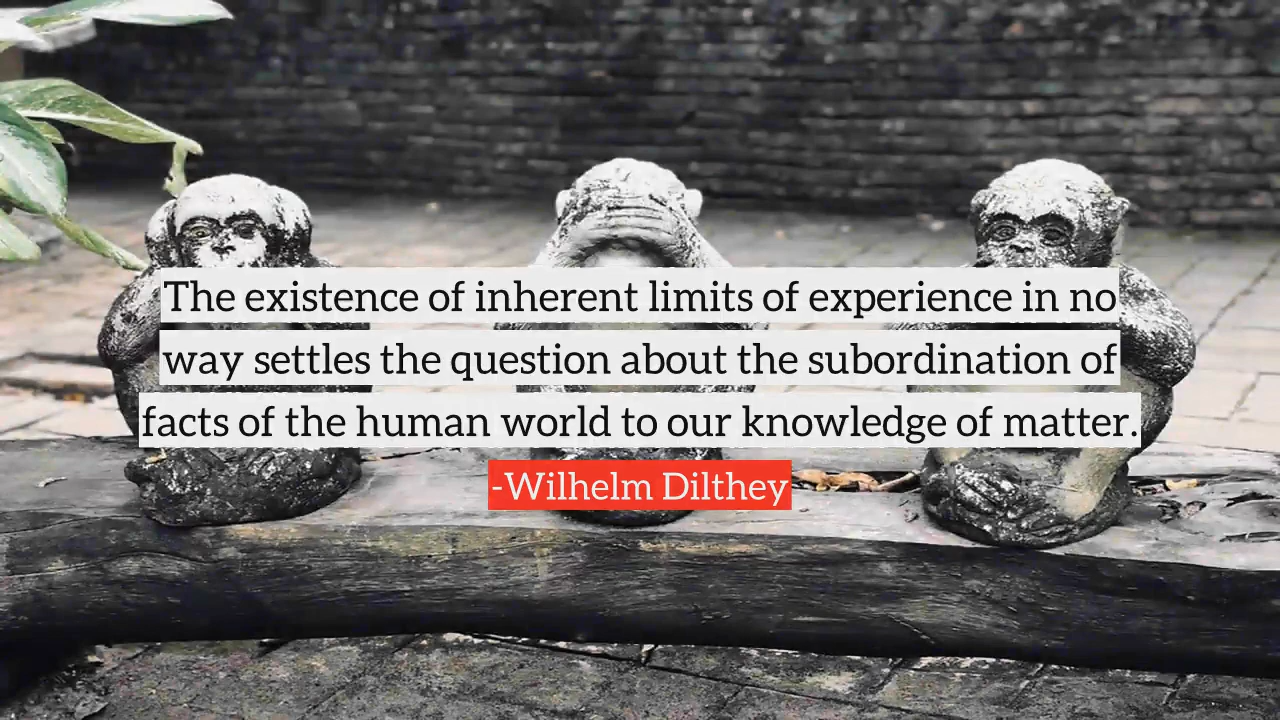 The existence of inherent limits of experience in no
way settles the question about the subordination of
facts of the human world to our knowledge of matter.
-Wilhelm Dilthey